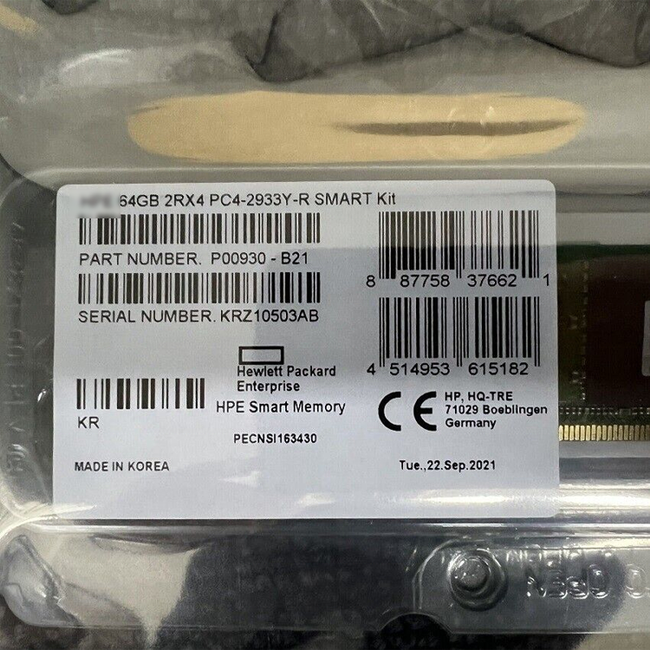 64GB 2RX4 PC4-2933Y-R SMART Kit
PART NUMBER. P00930 - B21
8 87758 37662 1
SERIAL NUMBER. KRZ10503AB
4 514953 615182
Hewlett Packard
Enterprise
KR
HPE Smart Memory
HP, HQ-TRE
71029 Boeblingen
Germany
CE
PECNSI163430
MADE IN KOREA
Tue.,22.Sep.2021
OPEN